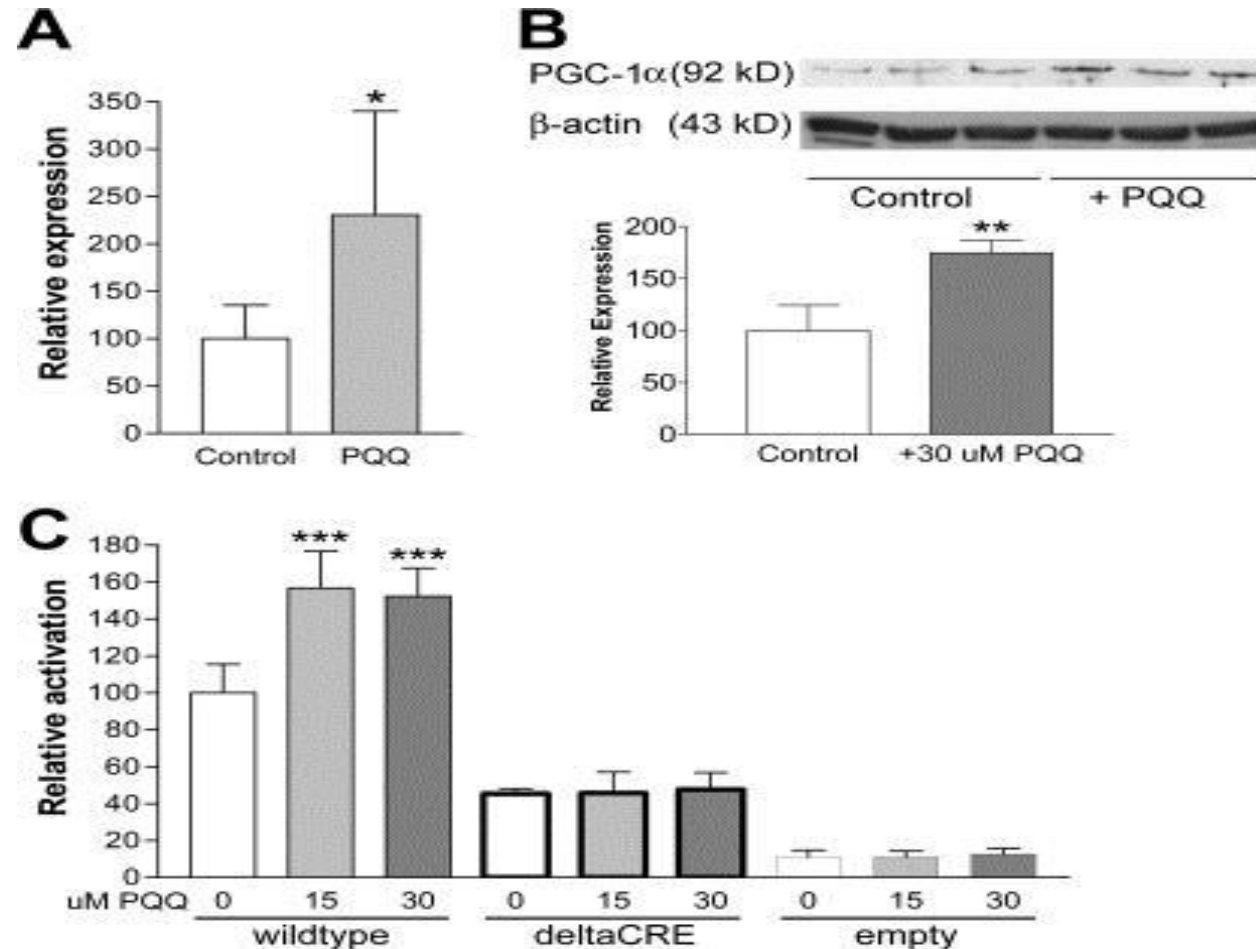 A
Relative expression
350
300
250
200
150
100
50
0
*
Control PQQ
B
PGC-1α (92 kD)
β-actin (43 kD)
Control + PQQ
Relative Expression
200
150
100
50
0
**
Control +30 uM PQQ
C
Relative activation
180
160
140
120
100
80
60
40
20
0
*** ***
uM PQQ 0 15 30 0 15 30 0 15 30
wildtype deltaCRE empty